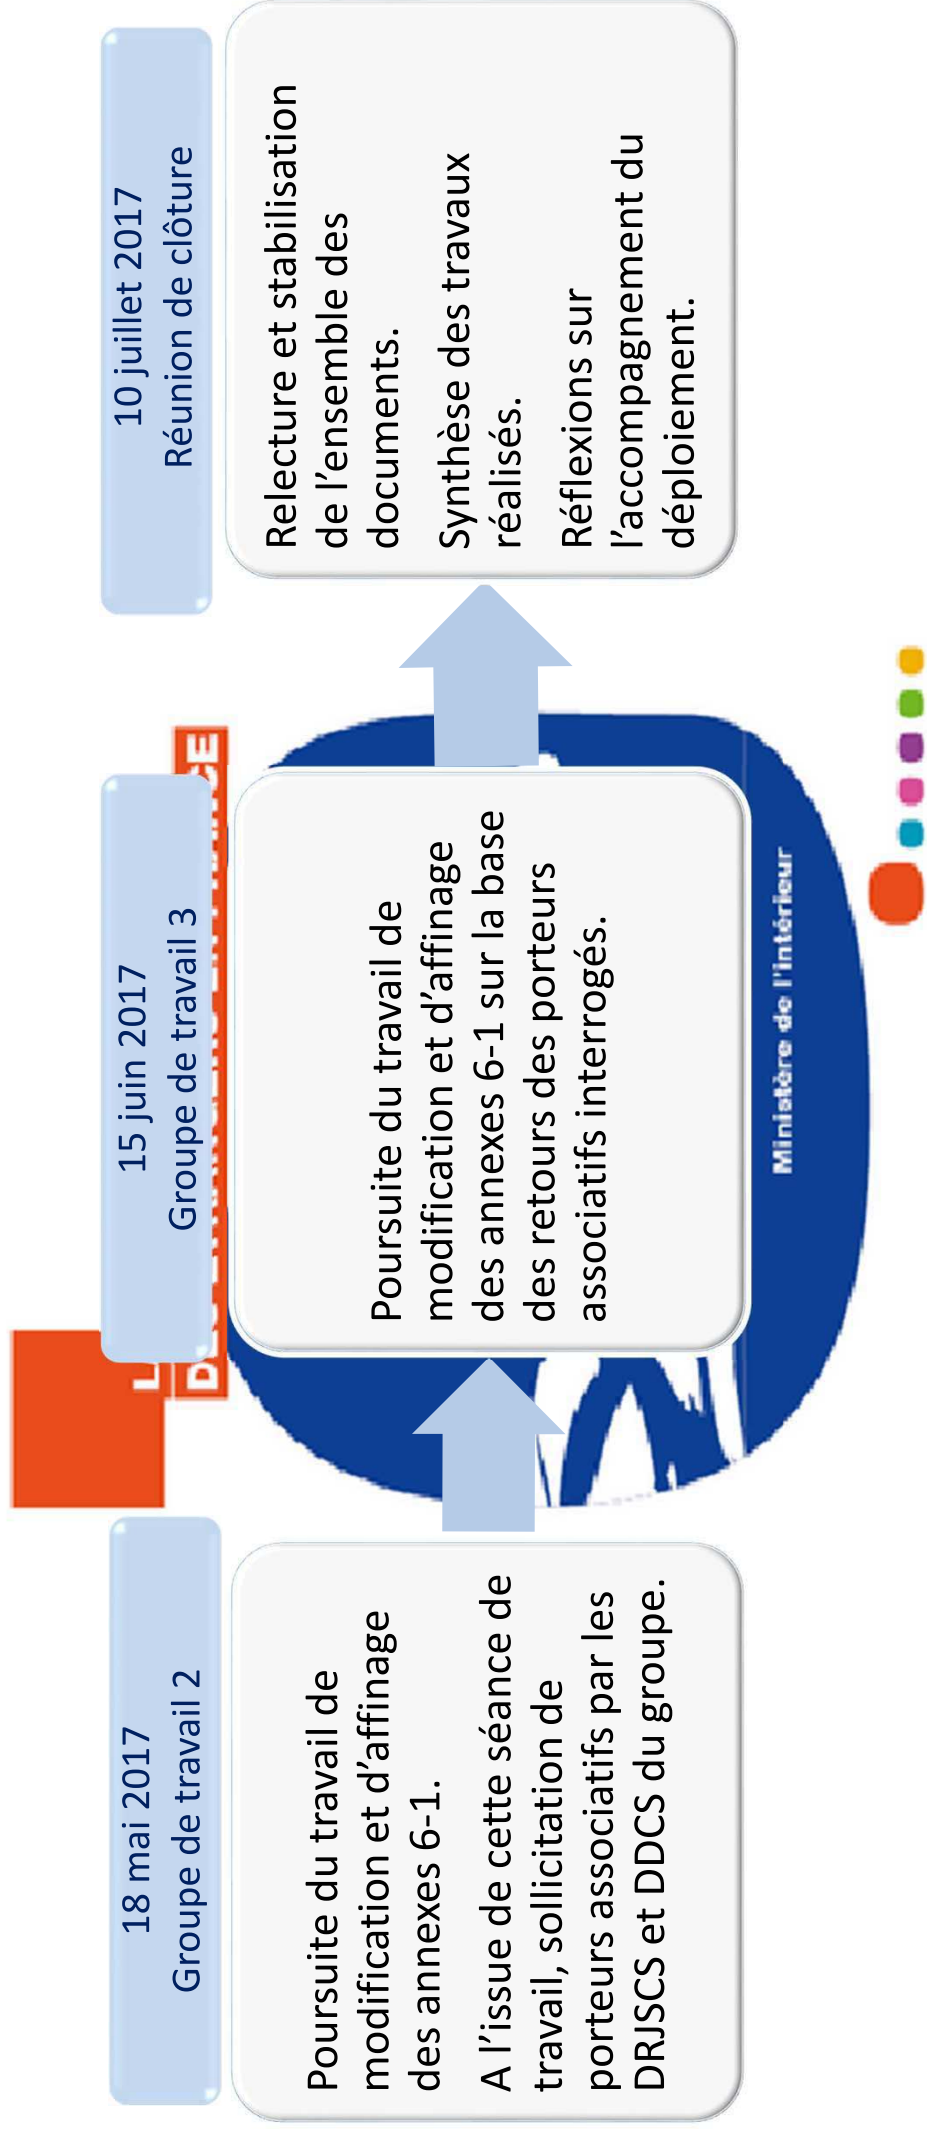 18 mai 2017
Groupe de travail 2
Poursuite du travail de
modification et d’affinage
des annexes 6-1.
A l’issue de cette séance de
travail, sollicitation de
porteurs associatifs par les
DRJSCS et DDCS du groupe.
15 juin 2017
Groupe de travail 3
Poursuite du travail de
modification et d’affinage
des annexes 6-1 sur la base
des retours des porteurs
associatifs interrogés.
10 juillet 2017
Réunion de clôture
Relecture et stabilisation
de l’ensemble des
documents.
Synthèse des travaux
réalisés.
Réflexions sur
l’accompagnement du
déploiement.
Ministère de l'intérieur